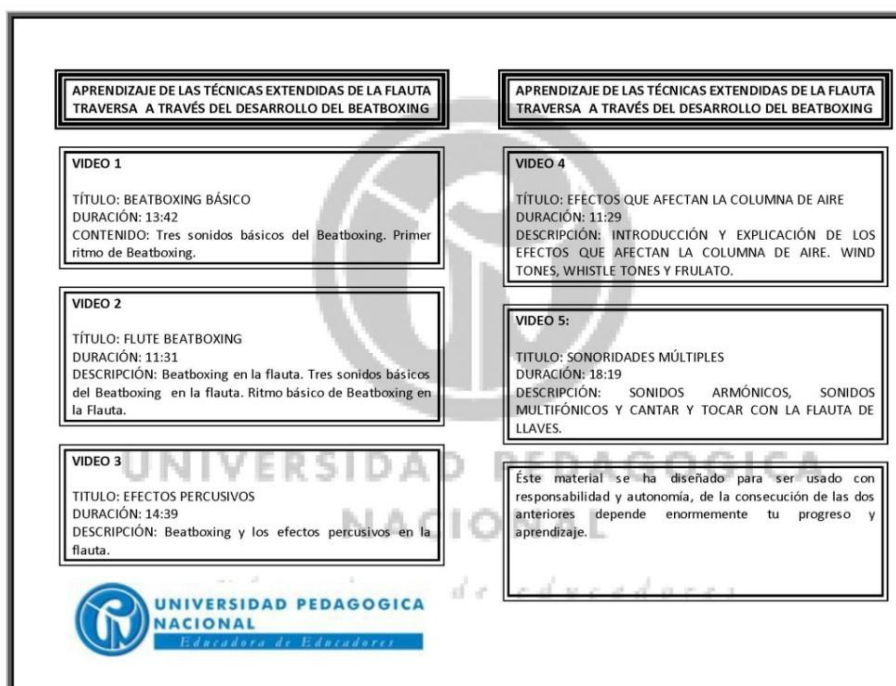 APRENDIZAJE DE LAS TÉCNICAS EXTENDIDAS DE LA FLAUTA
TRAVERSA A TRAVÉS DEL DESARROLLO DEL BEATBOXING
VIDEO 1
TÍTULO: BEATBOXING BÁSICO
DURACIÓN: 13:42
CONTENIDO: Tres sonidos básicos del Beatboxing. Primer
ritmo de Beatboxing.
VIDEO 2
TÍTULO: FLUTE BEATBOXING
DURACIÓN: 11:31
DESCRIPCIÓN: Beatboxing en la flauta. Tres sonidos básicos
del Beatboxing en la flauta. Ritmo básico de Beatboxing en
la Flauta.
VIDEO 3
TITULO: EFECTOS PERCUSIVOS
DURACIÓN: 14:39
DESCRIPCIÓN: Beatboxing y los efectos percusivos en la
flauta.
UNIVERSIDAD PEDAGOGICA
NACIONAL
Educadora de Educadores
APRENDIZAJE DE LAS TÉCNICAS EXTENDIDAS DE LA FLAUTA
TRAVERSA A TRAVÉS DEL DESARROLLO DEL BEATBOXING
VIDEO 4
TÍTULO: EFECTOS QUE AFECTAN LA COLUMNA DE AIRE
DURACIÓN: 11:29
DESCRIPCIÓN: INTRODUCCIÓN Y EXPLICACIÓN DE LOS
EFECTOS QUE AFECTAN LA COLUMNA DE AIRE. WIND
TONES, WHISTLE TONES Y FRULATO.
VIDEO 5:
TITULO: SONORIDADES MÚLTIPLES
DURACIÓN: 18:19
DESCRIPCIÓN: SONIDOS ARMÓNICOS, SONIDOS
MULTIFÓNICOS Y CANTAR Y TOCAR CON LA FLAUTA DE
LLAVES.
Éste material se ha diseñado para ser usado con
responsabilidad y autonomía, de la consecución de las dos
anteriores depende enormemente tu progreso y
aprendizaje.
UNIVERSIDAD PEDAGOGICA
NACIONAL
de educadores